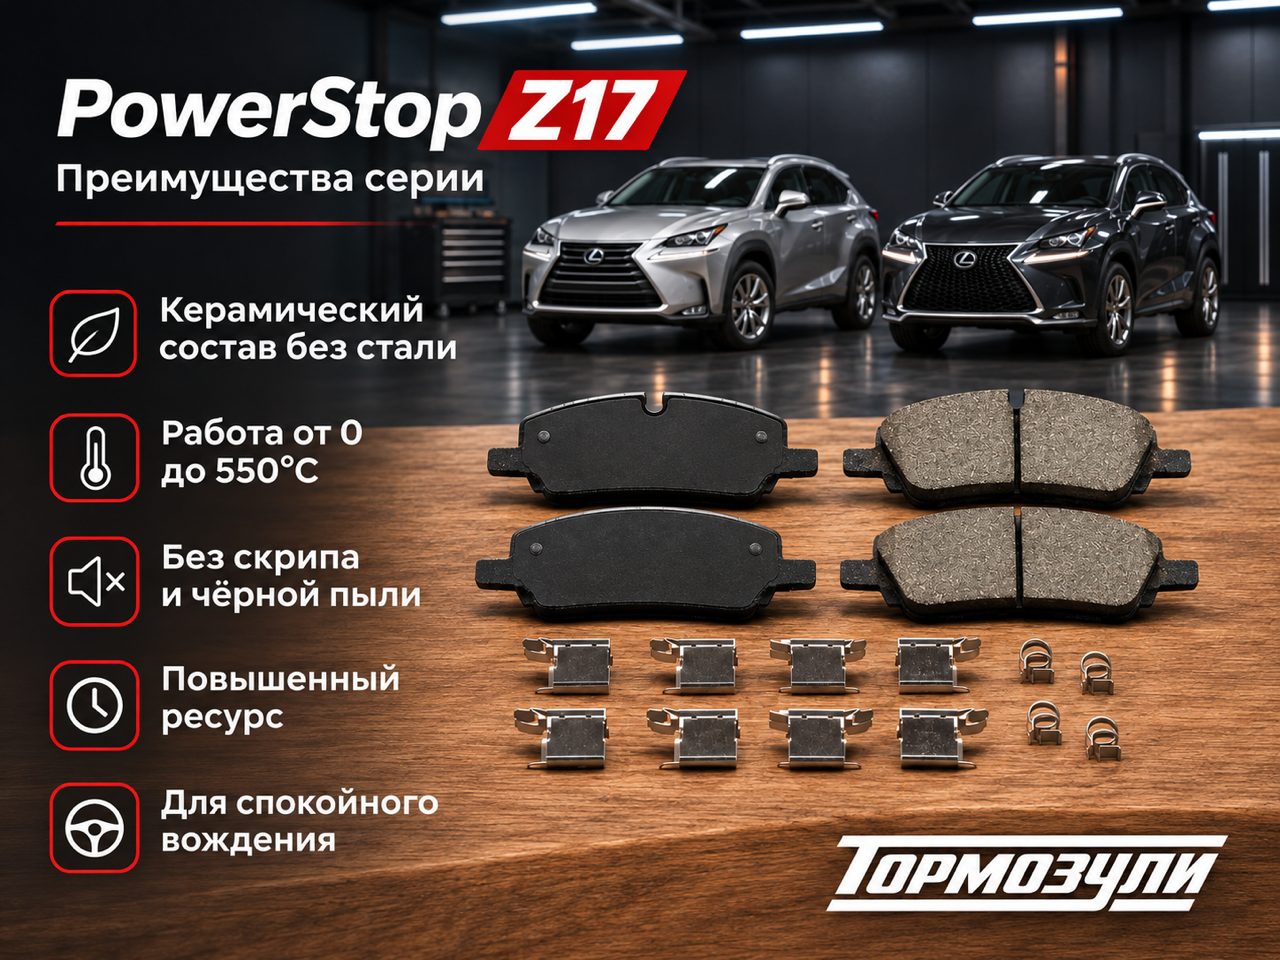 PowerStop Z17
Преимущества серии
Керамический
состав без стали
Работа от 0
до 550°C
Без скрипа
и чёрной пыли
Повышенный
ресурс
Для спокойного
вождения
ТОРМОЗУЛИ